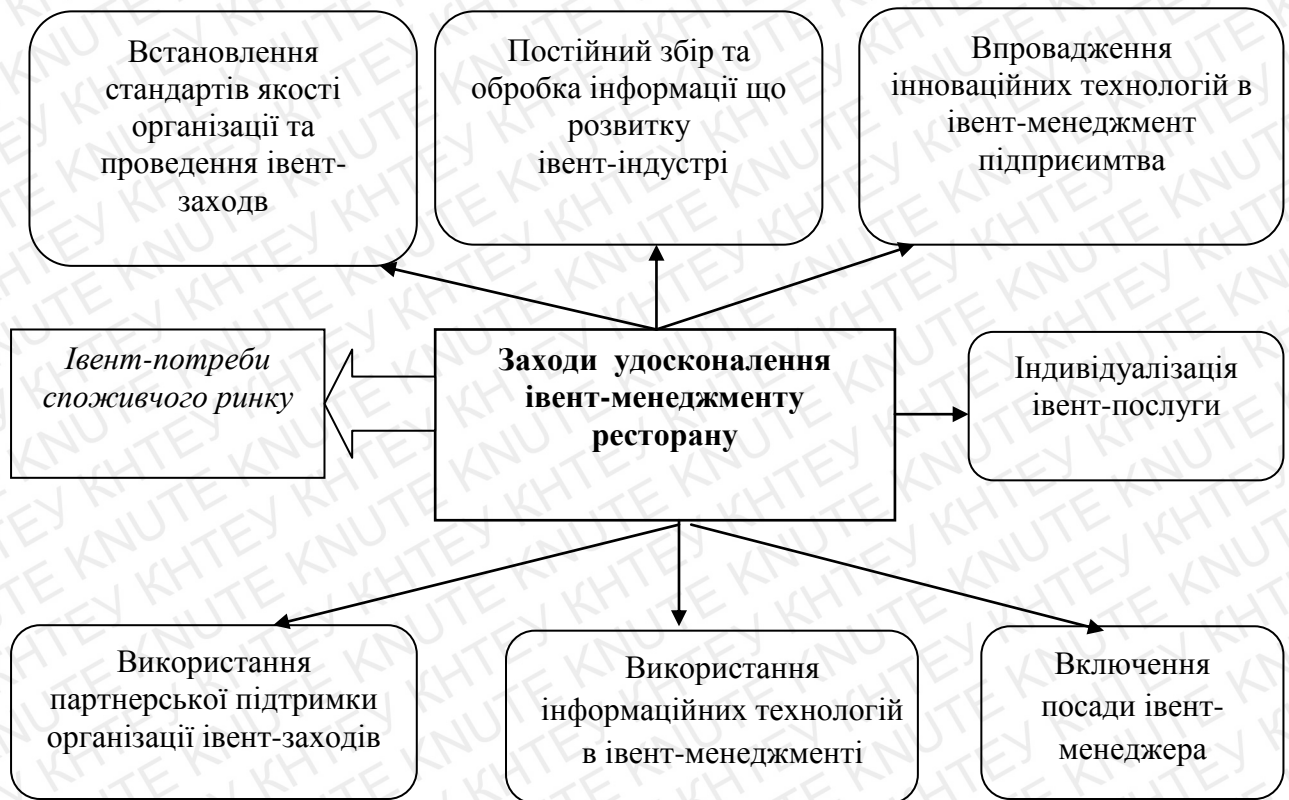 Встановлення
стандартів якості
організації та
проведення івент-
заходв
Постійний збір та
обробка інформації що
розвитку
івент-індустрі
Впровадження
інноваційних технологій в
івент-менеджмент
підприєимтва
Івент-потреби
споживчого ринку
Заходи удосконалення
івент-менеджменту
ресторану
Індивідуалізація
івент-послуги
Використання
партнерської підтримки
організації івент-заходів
Використання
інформаційних технологій
в івент-менеджменті
Включення
посади івент-
менеджера